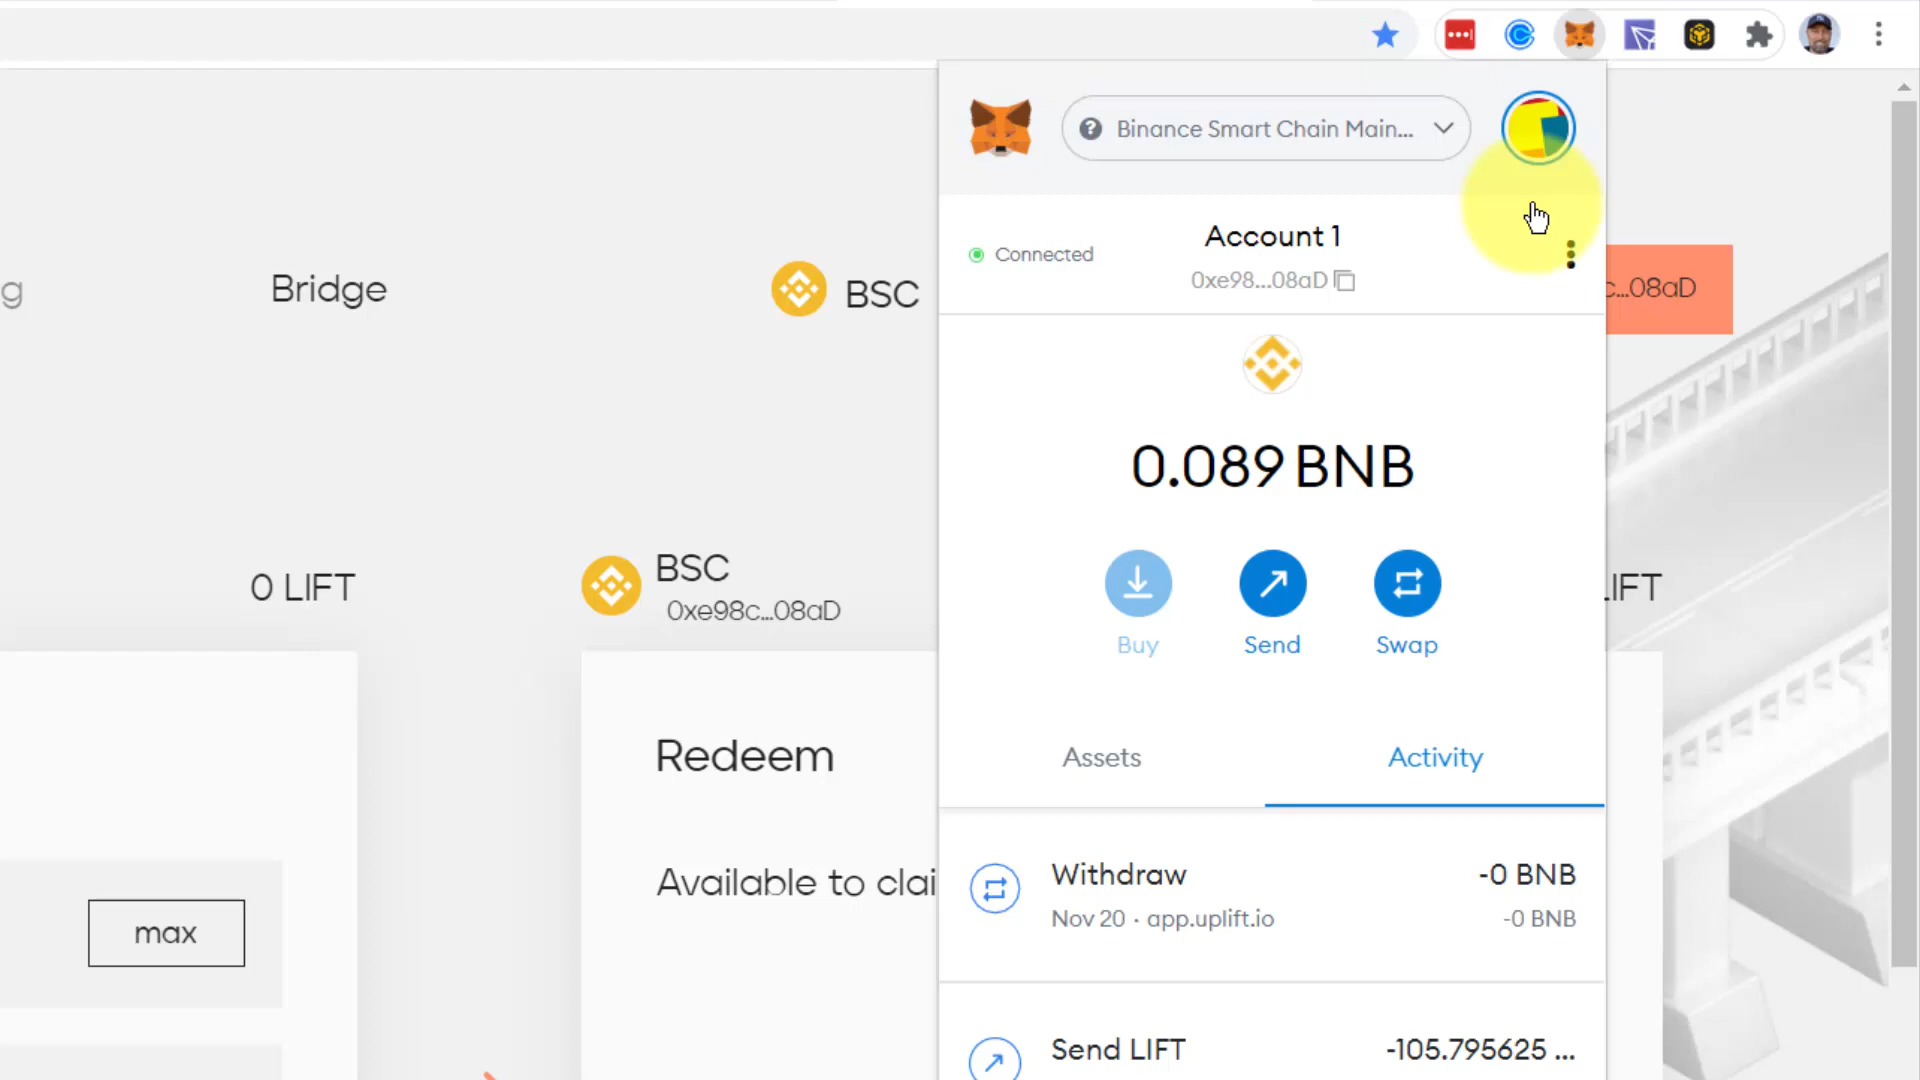 Binance Smart Chain Main...
Connected
Account 1
0xe98...08aD
c...08aD
g
Bridge
BSC
0.089 BNB
0 LIFT
BSC
0xe98c...08aD
LIFT
Buy
Send
Swap
Redeem
Assets
Activity
Available to clai
max
Withdraw
-0 BNB
Nov 20 · app.uplift.io
-0 BNB
Send LIFT
-105.795625 ...